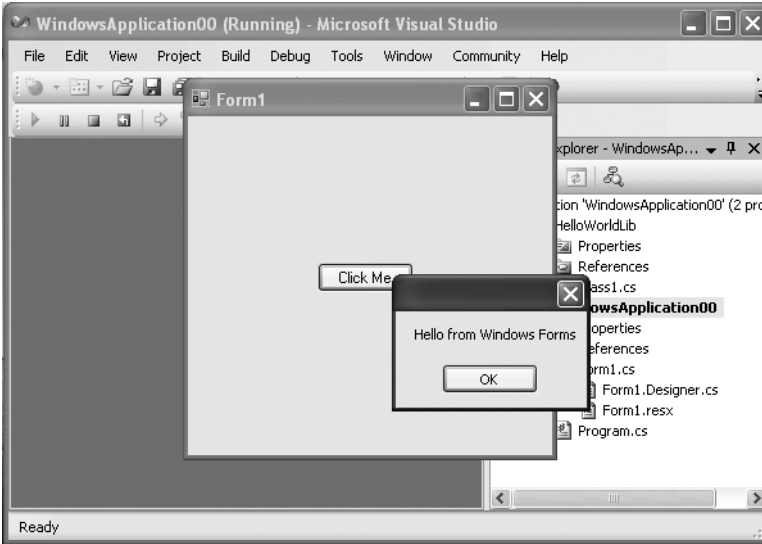 WindowsApplication00 (Running) - Microsoft Visual Studio
File Edit View Project Build Debug Tools Window Community Help
Form1
xplorer - WindowsAp...
tion 'WindowsApplication00' (2 pro
HelloWorldLib
Properties
References
Click Me
ass1.cs
owsApplication00
Hello from Windows Forms
operties
eferences
orm1.cs
OK
Form1.Designer.cs
Form1.resx
Program.cs
Ready